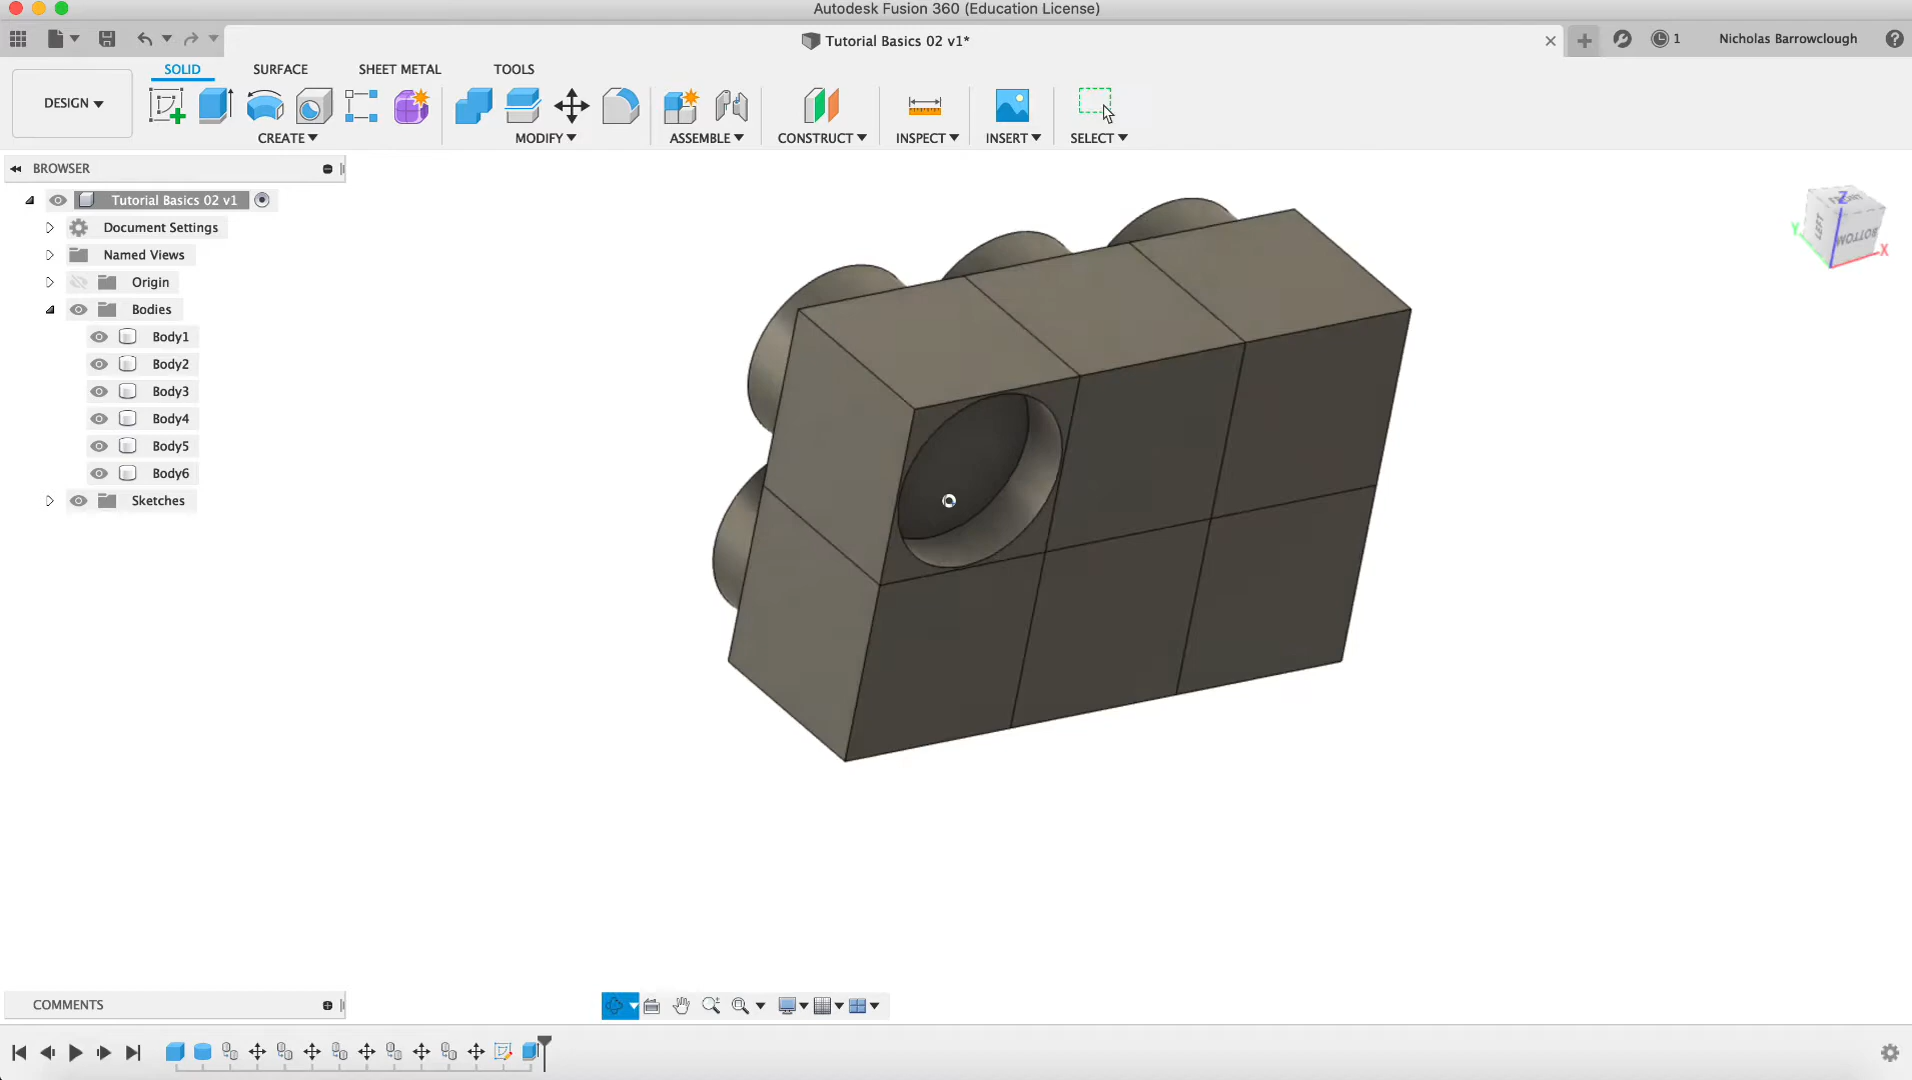 Autodesk Fusion 360 (Education License)
Tutorial Basics 02 v1*
1
Nicholas Barrowclough
SOLID
SURFACE
SHEET METAL
TOOLS
DESIGN
CREATE
MODIFY
ASSEMBLE
CONSTRUCT
INSPECT
INSERT
SELECT
BROWSER
Tutorial Basics 02 v1
Document Settings
Named Views
Origin
Bodies
Body1
Body2
Body3
Body4
Body5
Body6
Sketches
Z
LEFT
BOTTOM
Y
X
COMMENTS